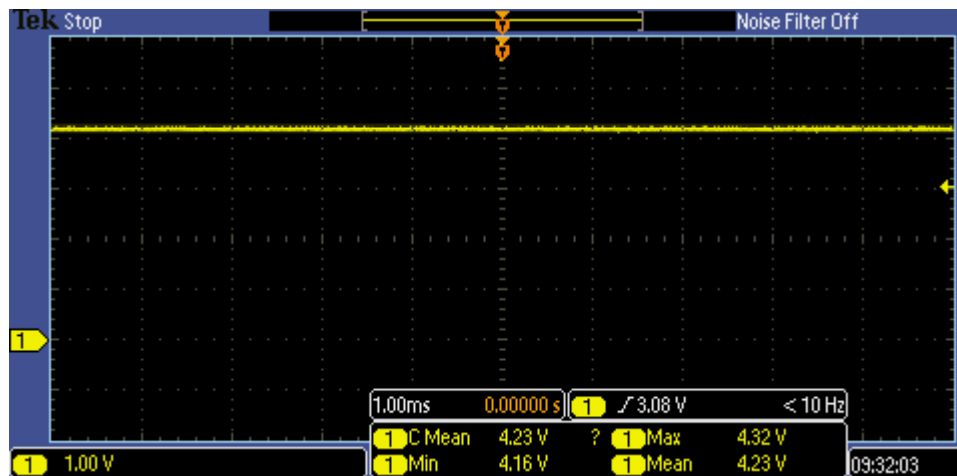 Tek Stop Noise Filter Off
1
1.00ms 0.00000 s 1 3.08 V < 10 Hz
1 C Mean 4.23 V ? 1 Max 4.32 V
1 1.00 V 1 Min 4.16 V 1 Mean 4.23 V 09:32:03